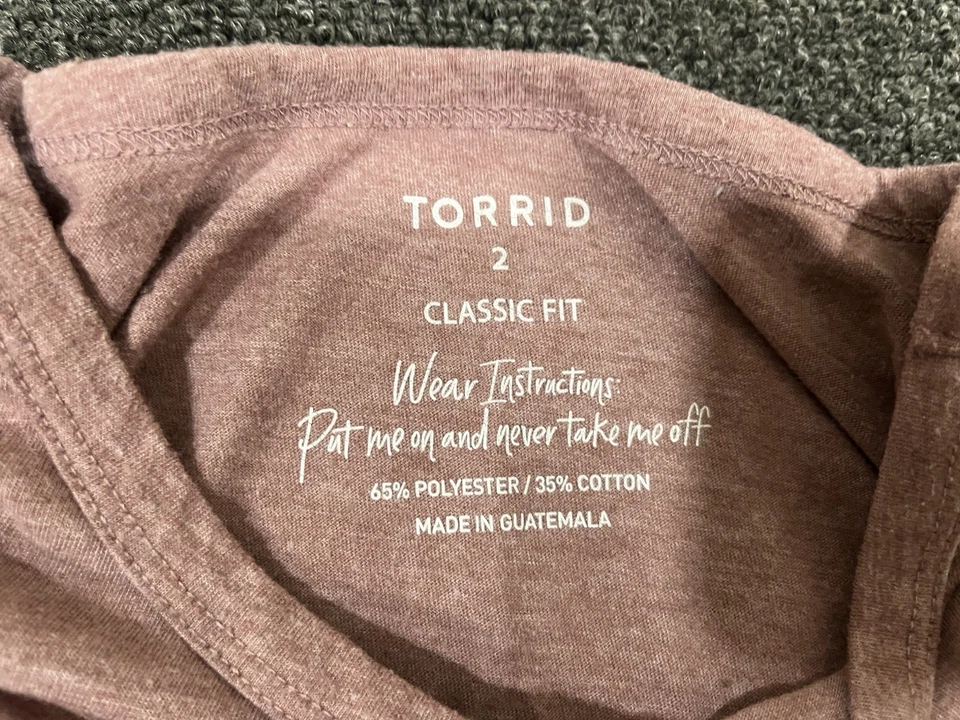 TORRID
2
CLASSIC FIT
Wear Instructions:
Put me on and never take me off
65% POLYESTER / 35% COTTON
MADE IN GUATEMALA